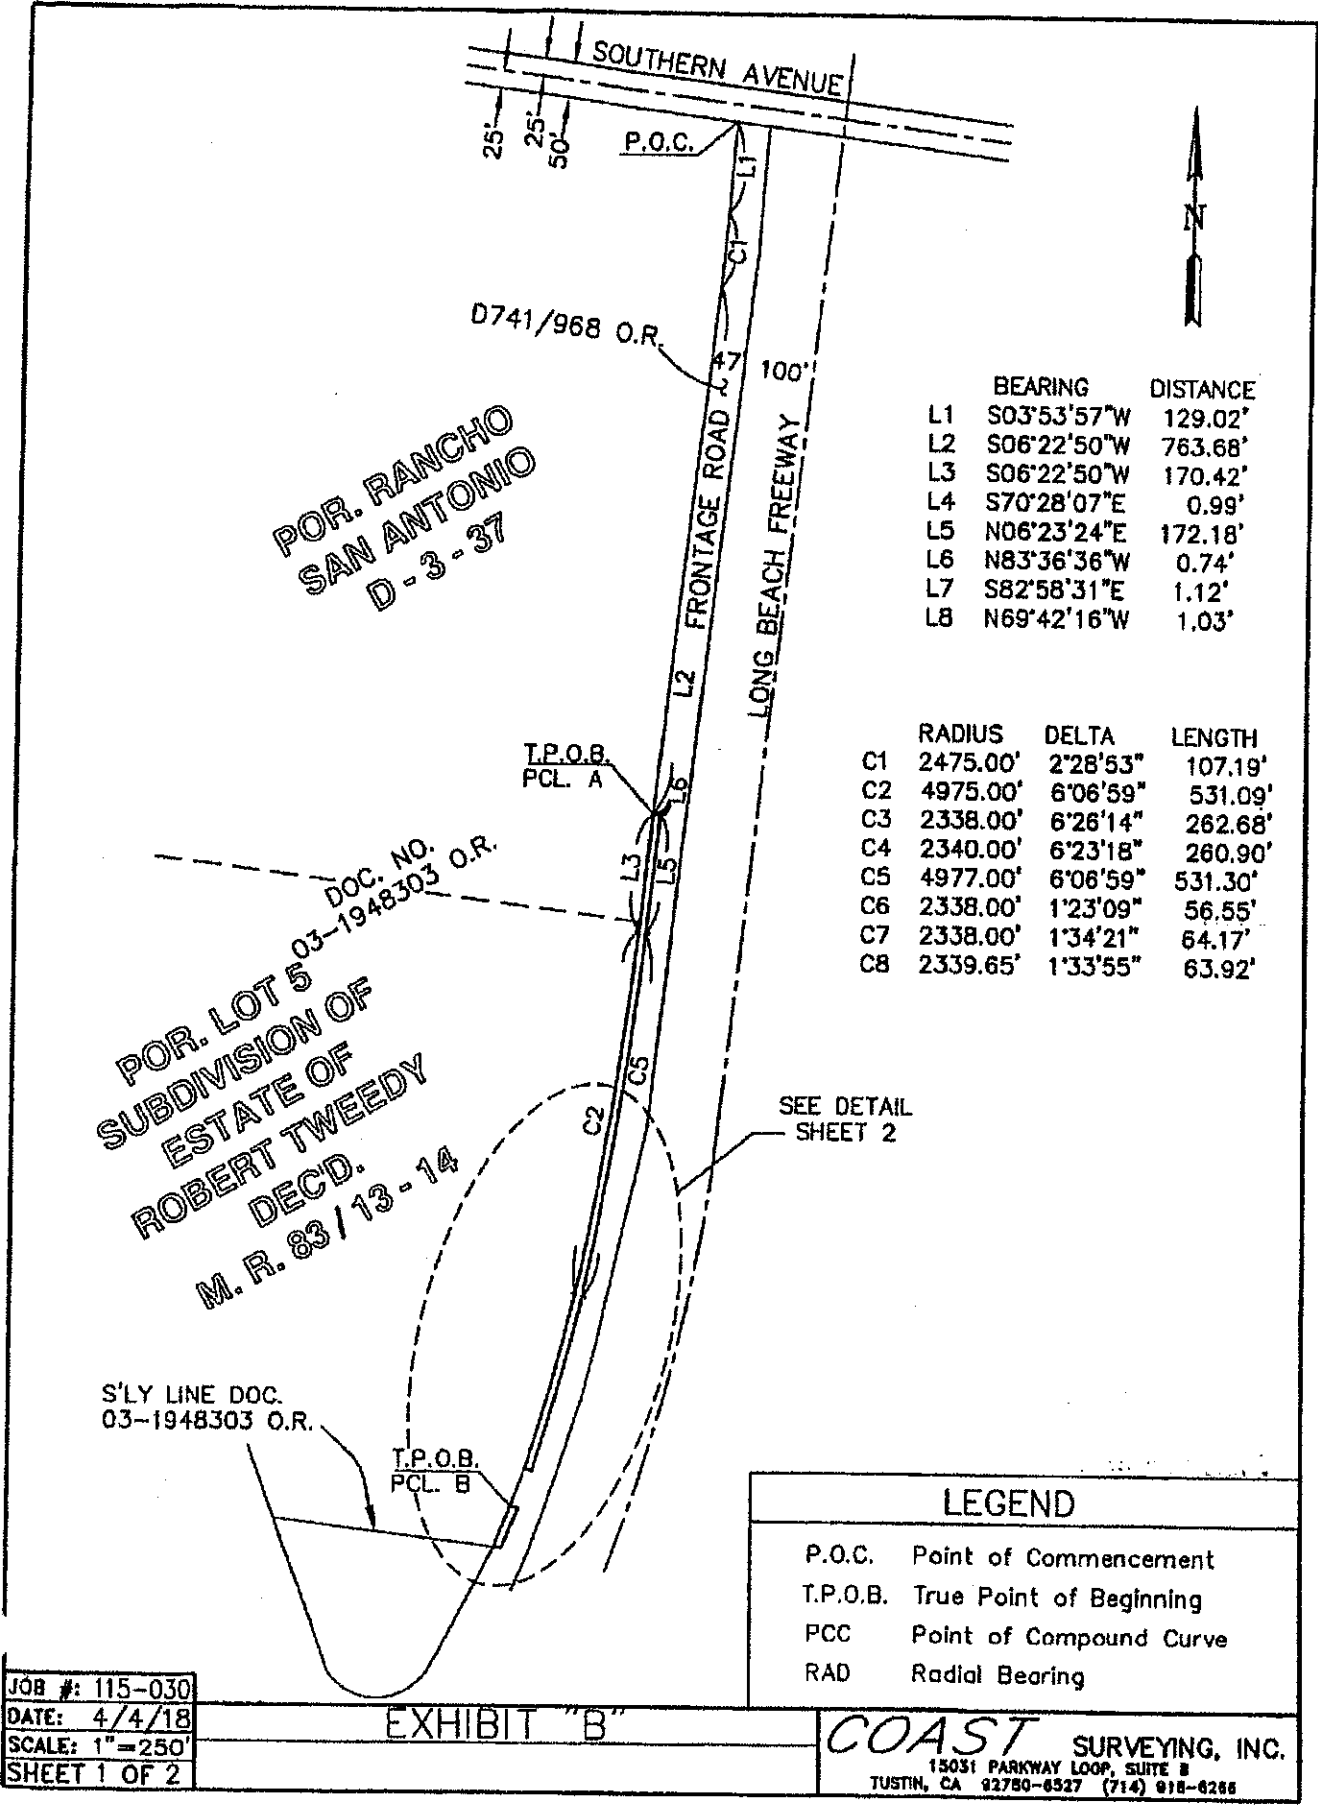 SOUTHERN AVENUE
25'
25'
50'
P.O.C.
L1
C1
N
D741/968 O.R.
47'
100'
FRONTAGE ROAD
LONG BEACH FREEWAY
POR. RANCHO
SAN ANTONIO
D - 3 - 37
BEARING DISTANCE
L1 S03°53'57"W 129.02'
L2 S06°22'50"W 763.68'
L3 S06°22'50"W 170.42'
L4 S70°28'07"E 0.99'
L5 N06°23'24"E 172.18'
L6 N83°36'36"W 0.74'
L7 S82°58'31"E 1.12'
L8 N69°42'16"W 1.03'
L2
RADIUS DELTA LENGTH
C1 2475.00' 2°28'53" 107.19'
C2 4975.00' 6°06'59" 531.09'
C3 2338.00' 6°26'14" 262.68'
C4 2340.00' 6°23'18" 260.90'
C5 4977.00' 6°06'59" 531.30'
C6 2338.00' 1°23'09" 56.55'
C7 2338.00' 1°34'21" 64.17'
C8 2339.65' 1°33'55" 63.92'
T.P.O.B.
PCL. A
L6
L3
L5
DOC. NO.
03-1948303 O.R.
POR. LOT 5
SUBDIVISION OF
ESTATE OF
ROBERT TWEEDY
DEC'D.
M. R. 83 / 13 - 14
C5
C2
SEE DETAIL
SHEET 2
S'LY LINE DOC.
03-1948303 O.R.
T.P.O.B.
PCL. B
LEGEND
P.O.C. Point of Commencement
T.P.O.B. True Point of Beginning
PCC Point of Compound Curve
RAD Radial Bearing
JOB #: 115-030
DATE: 4/4/18
SCALE: 1"=250'
SHEET 1 OF 2
EXHIBIT "B"
COAST SURVEYING, INC.
15031 PARKWAY LOOP, SUITE B
TUSTIN, CA 92780-6527 (714) 918-6266